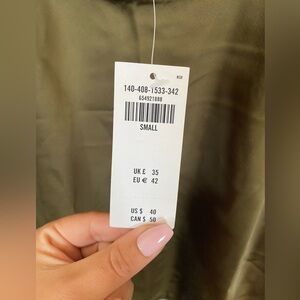 140-408-1533-342
654921888
SMALL
UK £ 35
EU € 42
US $ 40
CAN $ 50